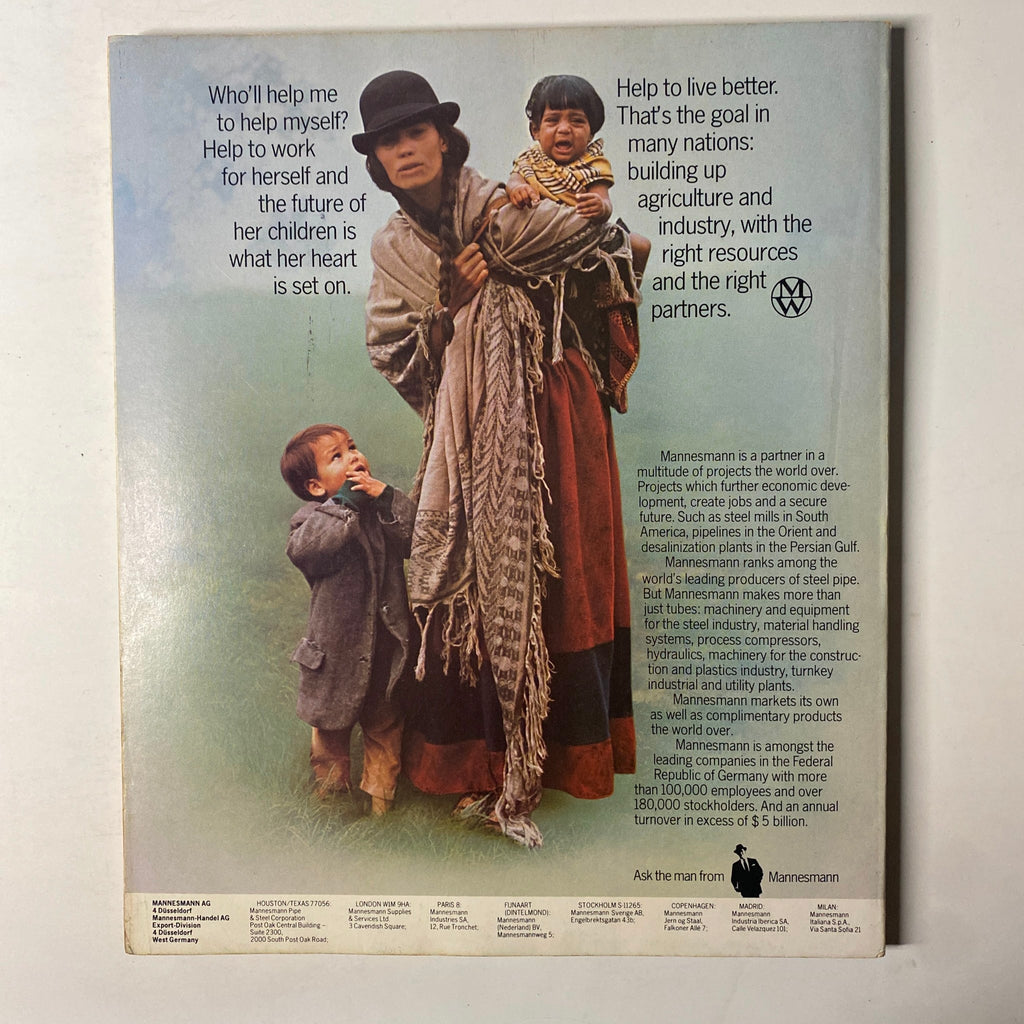 Who'll help me
to help myself?
Help to work
for herself and
the future of
her children is
what her heart
is set on.
Help to live better.
That's the goal in
many nations:
building up
agriculture and
industry, with the
right resources
and the right
partners.
MW
Mannesmann is a partner in a
multitude of projects the world over.
Projects which further economic deve-
lopment, create jobs and a secure
future. Such as steel mills in South
America, pipelines in the Orient and
desalinization plants in the Persian Gulf.
Mannesmann ranks among the
world's leading producers of steel pipe.
But Mannesmann makes more than
just tubes: machinery and equipment
for the steel industry, material handling
systems, process compressors,
hydraulics, machinery for the construc-
tion and plastics industry, turnkey
industrial and utility plants.
Mannesmann markets its own
as well as complimentary products
the world over.
Mannesmann is amongst the
leading companies in the Federal
Republic of Germany with more
than 100,000 employees and over
180,000 stockholders. And an annual
turnover in excess of $ 5 billion.
Ask the man from Mannesmann
MANNESMANN AG
4 Düsseldorf
Mannesmann-Handel AG
Export-Division
4 Düsseldorf
West Germany
HOUSTON/TEXAS 77056:
Mannesmann Pipe
& Steel Corporation
Post Oak Central Building –
Suite 2300,
2000 South Post Oak Road;
LONDON W1M 9HA:
Mannesmann Supplies
& Services Ltd.
3 Cavendish Square;
PARIS 8:
Mannesmann
Industries SA,
12, Rue Tronchet;
FIJNAART
(DINTELMOND):
Mannesmann
(Nederland) BV,
Mannesmannweg 5;
STOCKHOLM S-11265:
Mannesmann Sverige AB,
Engelbrektsgatan 43b;
COPENHAGEN:
Mannesmann
Jern og Staal,
Falkoner Allé 7;
MADRID:
Mannesmann
Industria Iberica SA,
Calle Velazquez 101;
MILAN:
Mannesmann
Italiana S.p.A.,
Via Santa Sofia 21